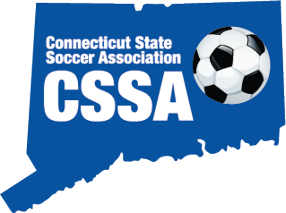 Connecticut State
Soccer Association
CSSA